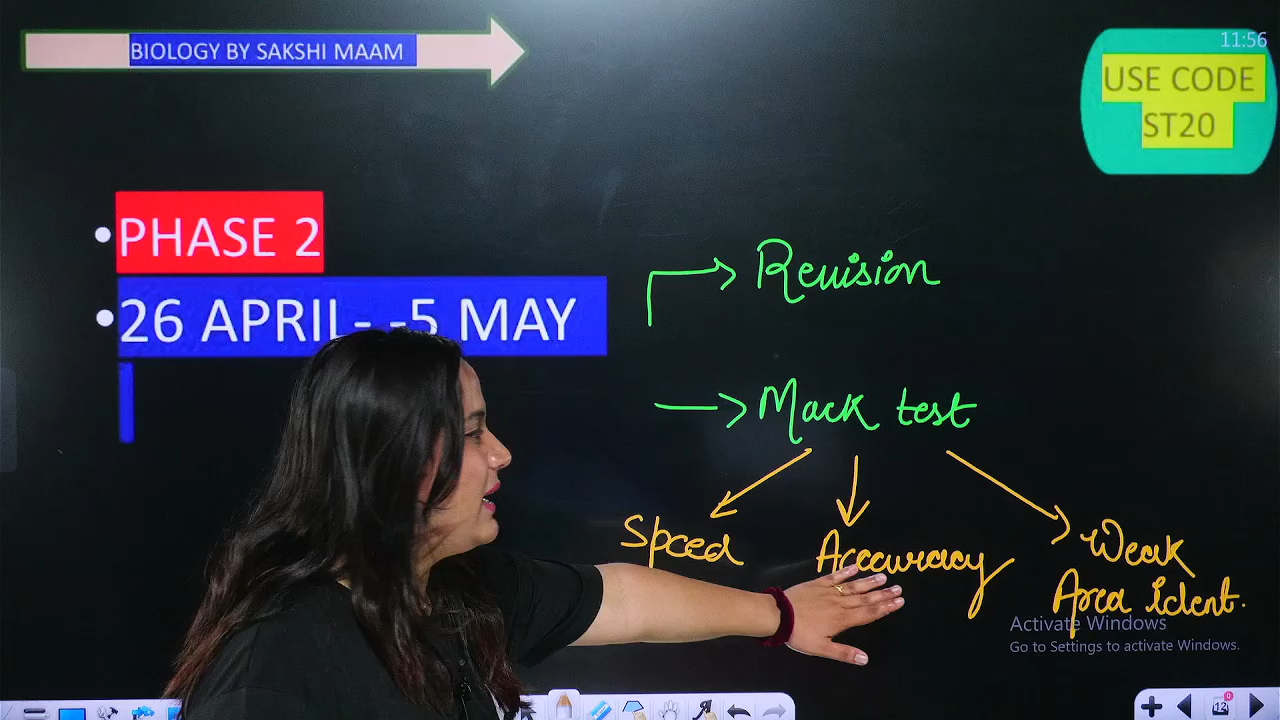 BIOLOGY BY SAKSHI MAAM
11:56
USE CODE
ST20
• PHASE 2
• 26 APRIL- -5 MAY
Revision
Mock test
Speed
Accuracy
Weak
Area ident.
Activate Windows
Go to Settings to activate Windows.
12